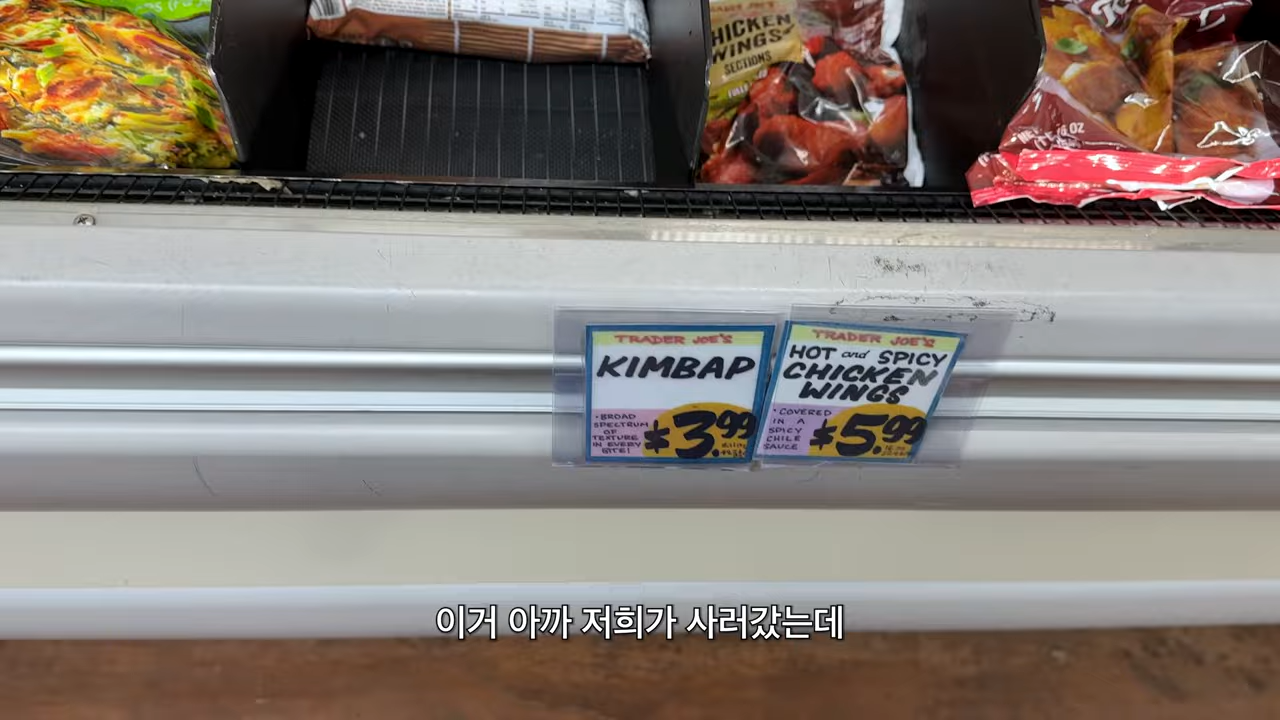 CHICKEN
WINGS
SECTIONS
OZ
TRADER JOE'S
KIMBAP
• BROAD
SPECTRUM
OF
TEXTURE
IN EVERY
BITE!
$3.99
TRADER JOE'S
HOT and SPICY
CHICKEN
WINGS
• COVERED
IN A
SPICY
CHILE
SAUCE
$5.99
이거 아까 저희가 사러갔는데